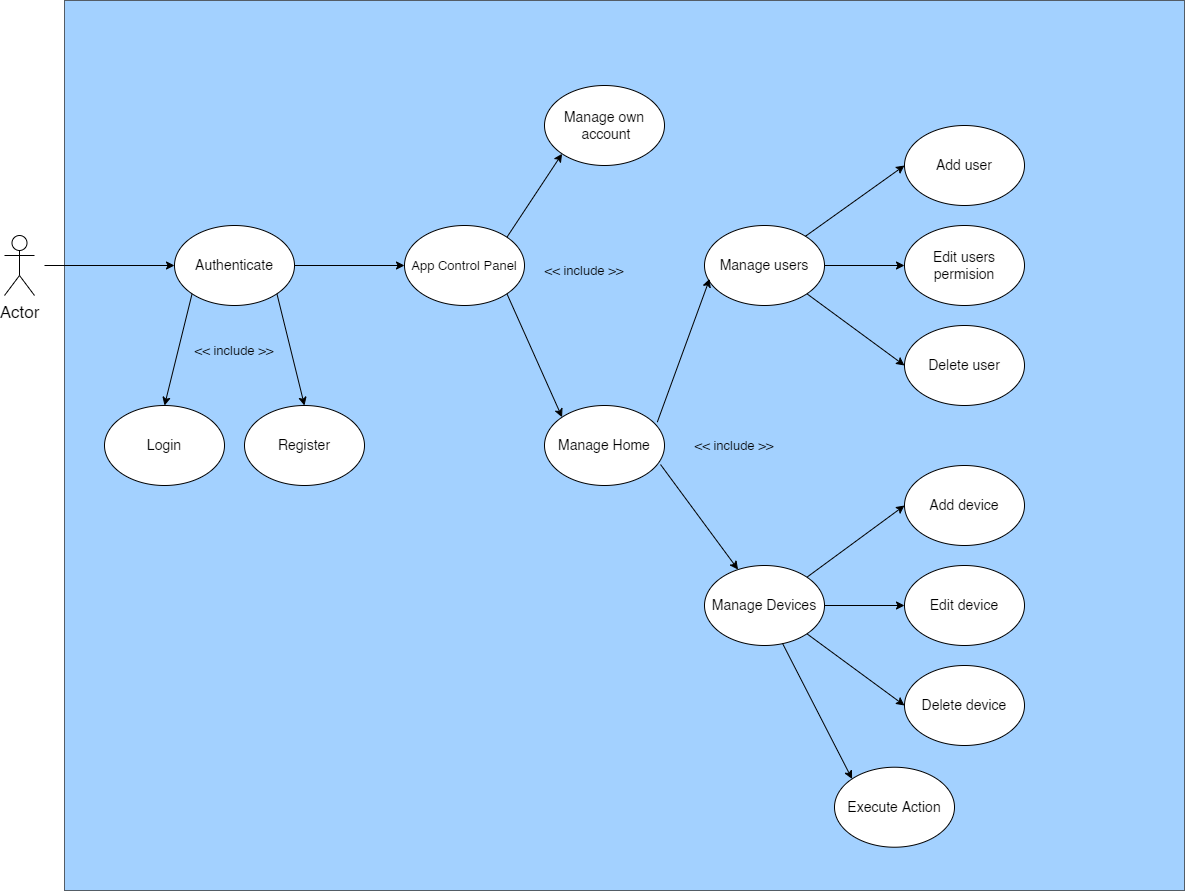 Manage own
account
Add user
Authenticate
App Control Panel
<< include >>
Manage users
Edit users
permision
Actor
<< include >>
Delete user
Login
Register
Manage Home
<< include >>
Add device
Manage Devices
Edit device
Delete device
Execute Action